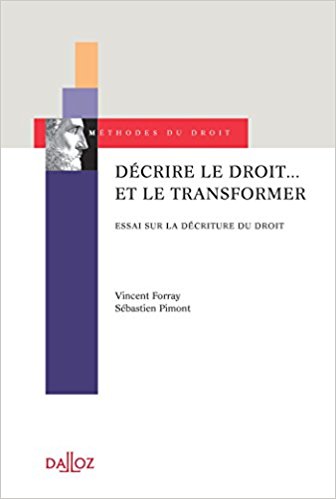 MÉTHODES DU DROIT
DÉCRIRE LE DROIT...
ET LE TRANSFORMER
ESSAI SUR LA DÉCRITURE DU DROIT
Vincent Forray
Sébastien Pimont
DALLOZ